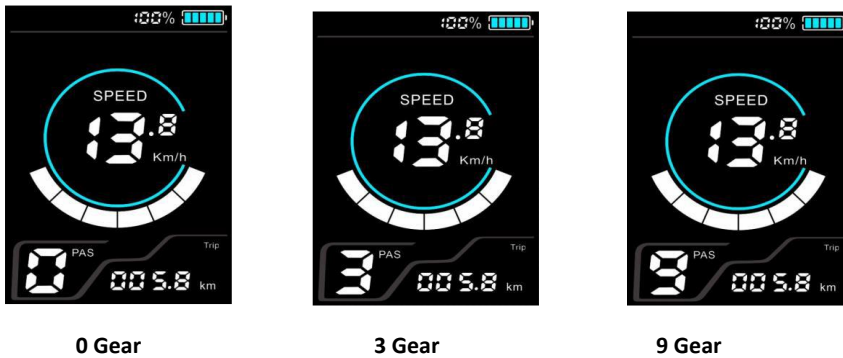 100%
SPEED
13.8
Km/h
0 PAS
Trip
005.8 km
100%
SPEED
13.8
Km/h
3 PAS
Trip
005.8 km
100%
SPEED
13.8
Km/h
9 PAS
Trip
005.8 km
0 Gear
3 Gear
9 Gear